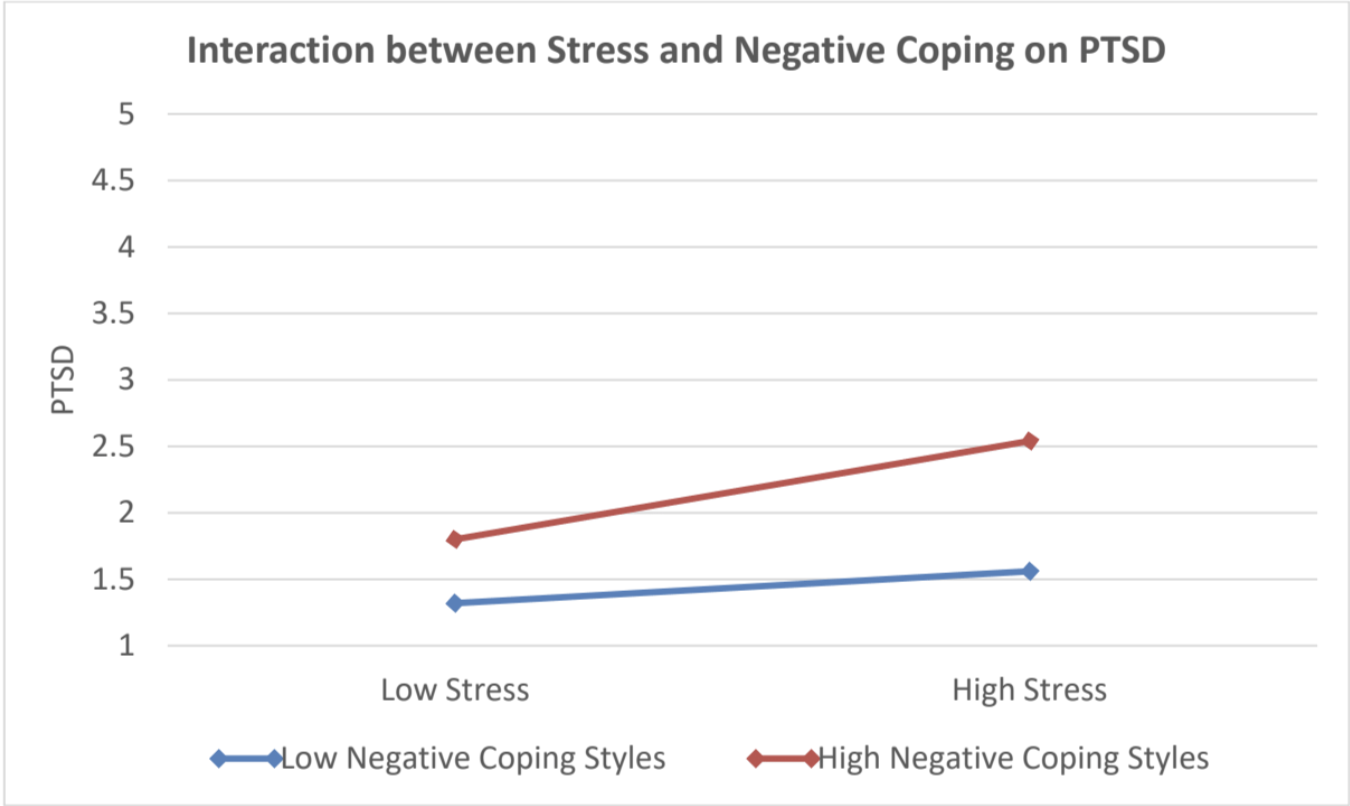 Interaction between Stress and Negative Coping on PTSD
5
4.5
4
3.5
3
2.5
2
1.5
1
PTSD
Low Stress High Stress
Low Negative Coping Styles High Negative Coping Styles